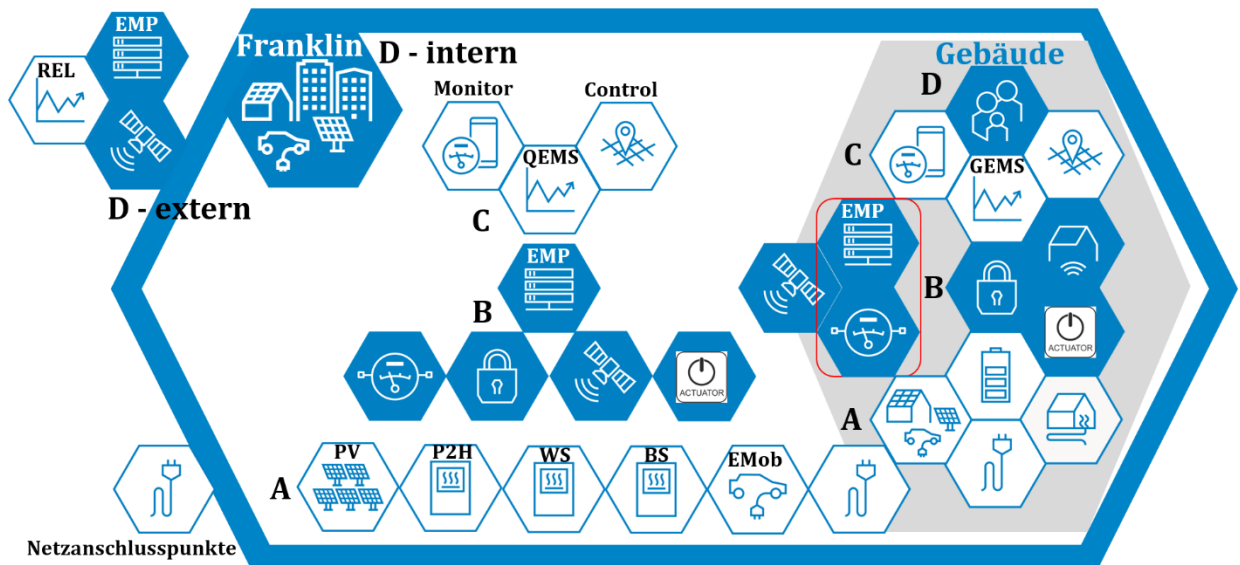 EMP
REL
D - extern
Franklin
D - intern
Monitor
Control
QEMS
C
EMP
B
ACTUATOR
A
PV
P2H
WS
BS
EMob
Netzanschlusspunkte
Gebäude
D
C
GEMS
EMP
B
ACTUATOR
A